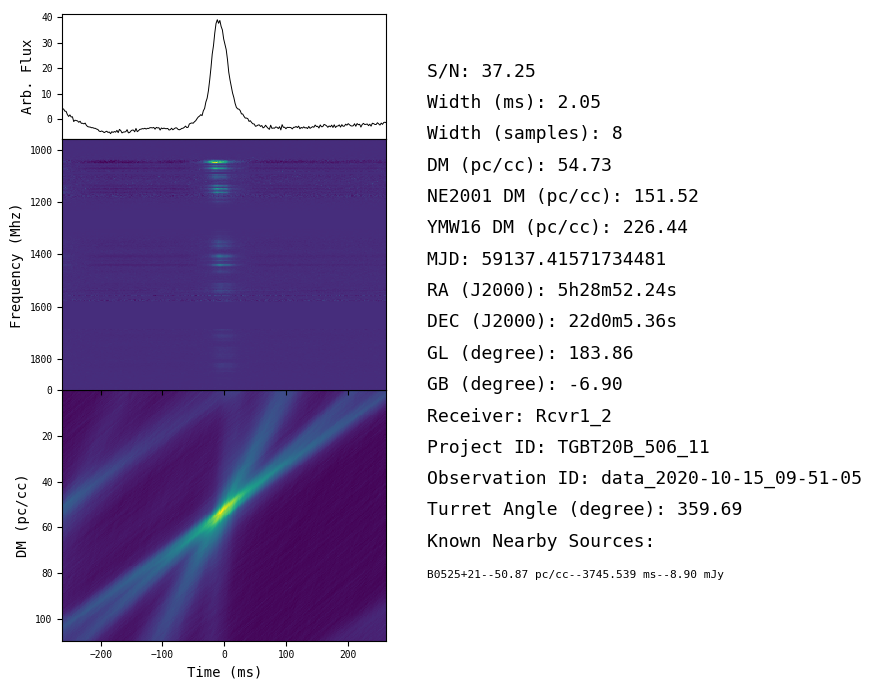 40
30
20
10
0
Arb. Flux
1000
1200
1400
1600
1800
Frequency (Mhz)
0
20
40
60
80
100
DM (pc/cc)
−200 −100 0 100 200
Time (ms)
S/N: 37.25
Width (ms): 2.05
Width (samples): 8
DM (pc/cc): 54.73
NE2001 DM (pc/cc): 151.52
YMW16 DM (pc/cc): 226.44
MJD: 59137.41571734481
RA (J2000): 5h28m52.24s
DEC (J2000): 22d0m5.36s
GL (degree): 183.86
GB (degree): -6.90
Receiver: Rcvr1_2
Project ID: TGBT20B_506_11
Observation ID: data_2020-10-15_09-51-05
Turret Angle (degree): 359.69
Known Nearby Sources:
B0525+21--50.87 pc/cc--3745.539 ms--8.90 mJy